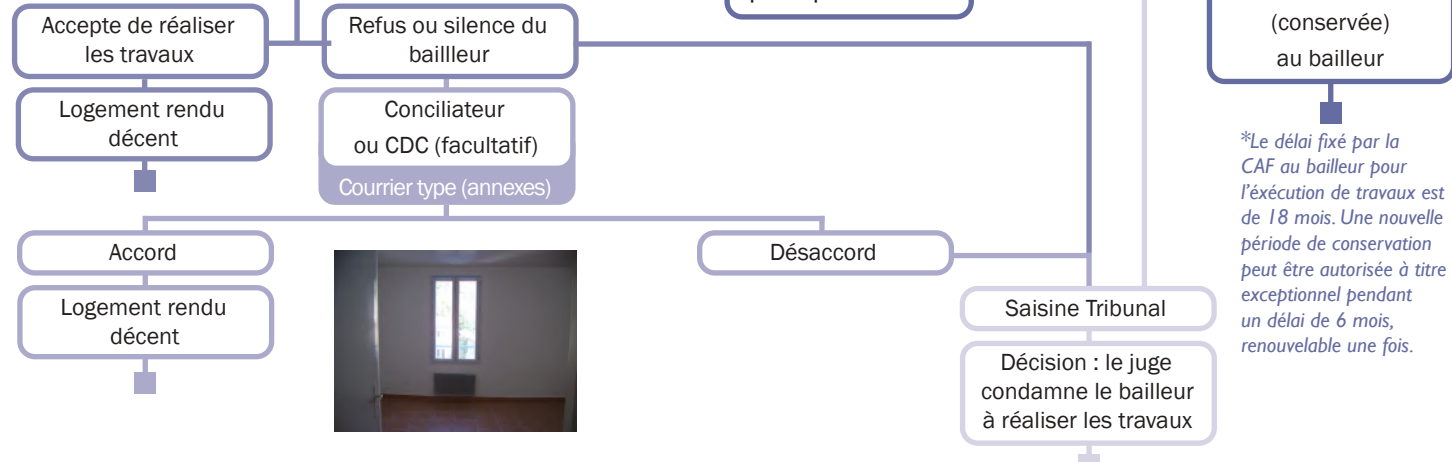 Accepte de réaliser
les travaux
Refus ou silence du
baillleur
(conservée)
au bailleur
Logement rendu
décent
Conciliateur
ou CDC (facultatif)
Courrier type (annexes)
*Le délai fixé par la
CAF au bailleur pour
l'éxécution de travaux est
de 18 mois. Une nouvelle
période de conservation
peut être autorisée à titre
exceptionnel pendant
un délai de 6 mois,
renouvelable une fois.
Accord
Désaccord
Logement rendu
décent
Saisine Tribunal
Décision : le juge
condamne le bailleur
à réaliser les travaux